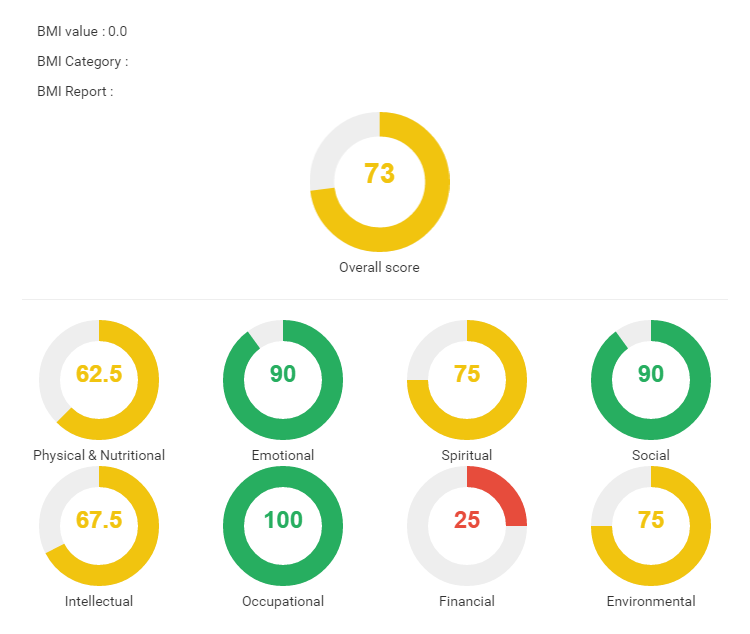 BMI value : 0.0
BMI Category :
BMI Report :
73
Overall score
62.5
90
75
90
Physical & Nutritional
Emotional
Spiritual
Social
67.5
100
25
75
Intellectual
Occupational
Financial
Environmental